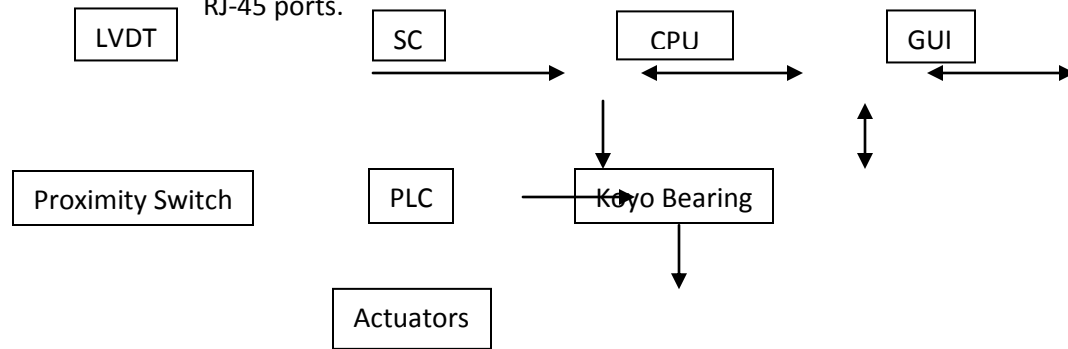 RJ-45 ports.
LVDT
SC
CPU
GUI
Proximity Switch
PLC
Koyo Bearing
Actuators